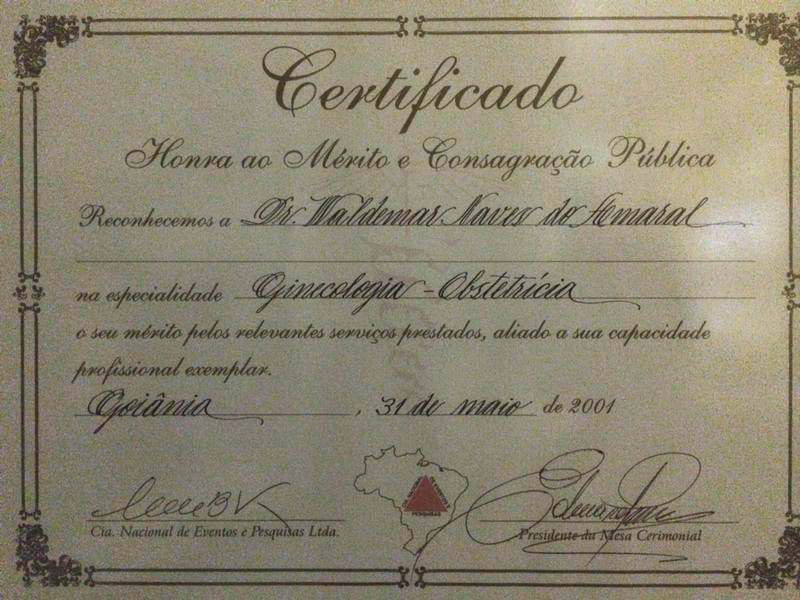 Certificado
Honra ao Mérito e Consagração Pública
Reconhecemos a Dr. Waldemar Naves do Amaral
na especialidade Ginecologia - Obstetrícia
o seu mérito pelos relevantes serviços prestados, aliado a sua capacidade
profissional exemplar.
Goiânia, 31 de maio de 2001
Cia. Nacional de Eventos e Pesquisas Ltda.
Presidente da Mesa Cerimonial